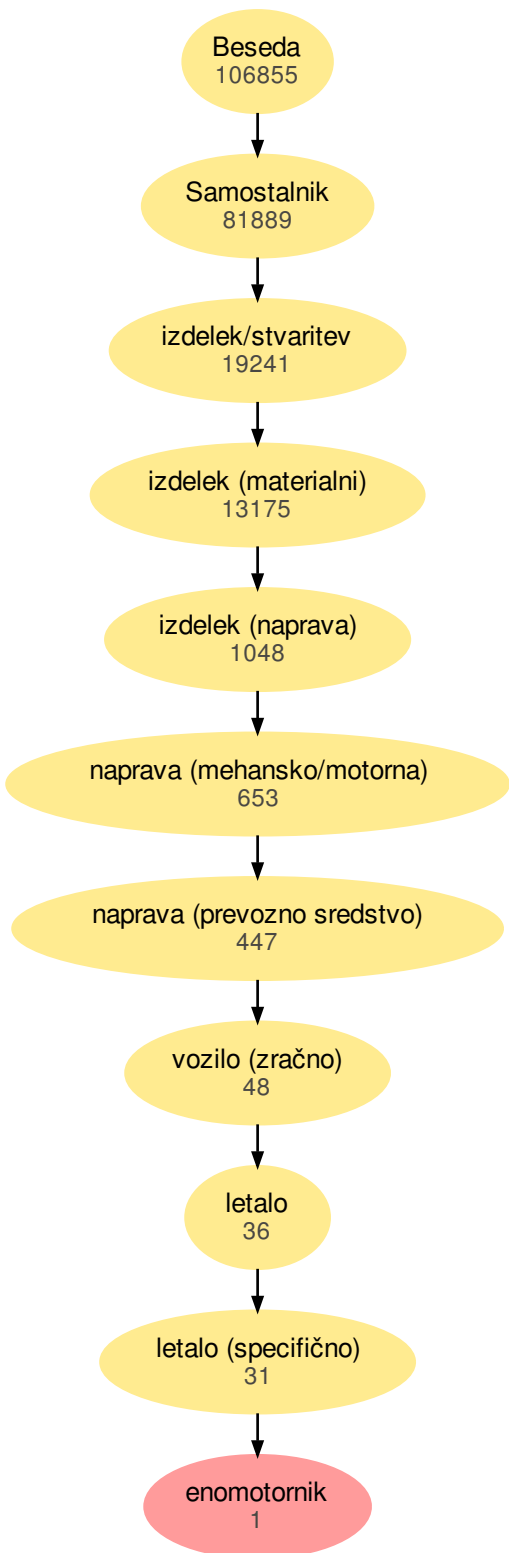 Beseda
106855
Samostalnik
81889
izdelek/stvaritev
19241
izdelek (materialni)
13175
izdelek (naprava)
1048
naprava (mehansko/motorna)
653
naprava (prevozno sredstvo)
447
vozilo (zračno)
48
letalo
36
letalo (specifično)
31
enomotornik
1